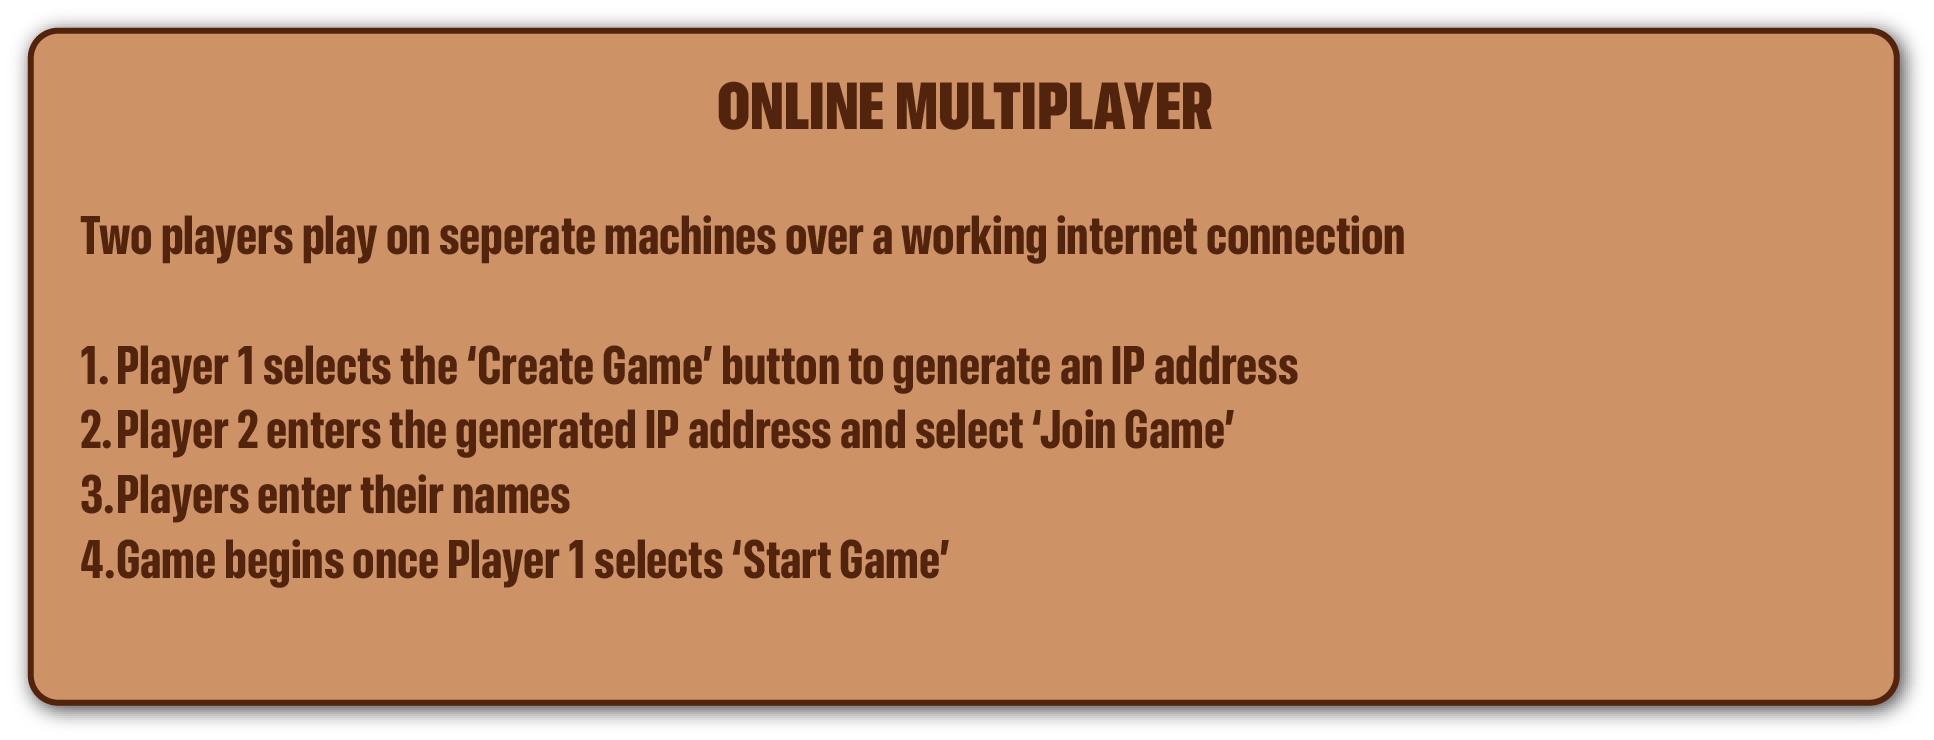 ONLINE MULTIPLAYER
Two players play on seperate machines over a working internet connection
1. Player 1 selects the ‘Create Game’ button to generate an IP address
2. Player 2 enters the generated IP address and select ‘Join Game’
3. Players enter their names
4. Game begins once Player 1 selects ‘Start Game’